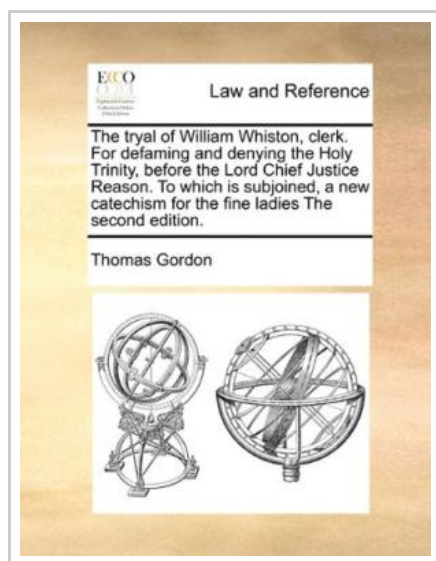 ECCO
Law and Reference
The tryal of William Whiston, clerk.
For defaming and denying the Holy
Trinity, before the Lord Chief Justice
Reason. To which is subjoined, a new
catechism for the fine ladies The
second edition.
Thomas Gordon